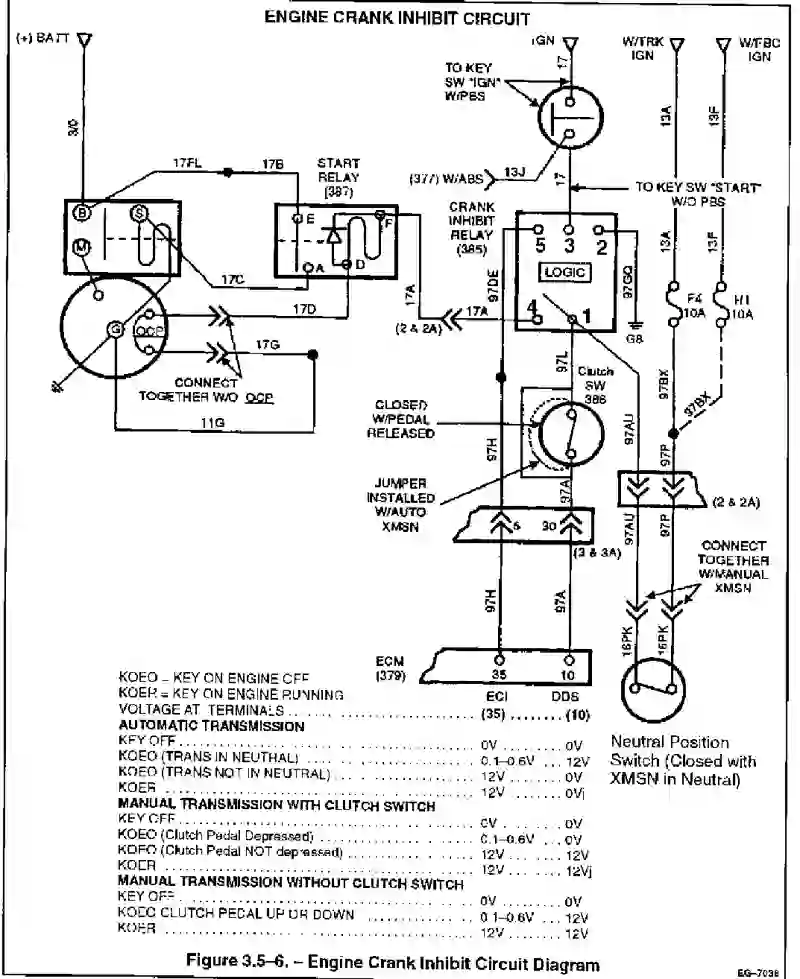 ENGINE CRANK INHIBIT CIRCUIT
(+) BATT
IGN
W/TRK IGN
W/FBC IGN
TO KEY SW "IGN" W/PBS
17
3/0
13A
13F
17FL
17B
START RELAY (387)
(377) W/ABS
13J
17
TO KEY SW "START" W/O PBS
CRANK INHIBIT RELAY (385)
B
S
M
E
F
A
D
5
3
2
LOGIC
4
1
13A
13F
97DE
97GQ
G8
17C
17A
17A
(2 & 2A)
17D
F4 10A
H1 10A
G
OCP
17G
CONNECT TOGETHER W/O OCP
11G
97L
Clutch SW 386
97BX
97BX
CLOSED W/PEDAL RELEASED
97H
97AU
97P
JUMPER INSTALLED W/AUTO XMSN
97A
(2 & 2A)
6
90
(3 & 3A)
97AU
97P
CONNECT TOGETHER W/MANUAL XMSN
97H
97A
16PK
16PK
ECM (379)
35
10
KOEO = KEY ON ENGINE OFF
KOER = KEY ON ENGINE RUNNING
ECI DDS
VOLTAGE AT TERMINALS ........ (35) ........ (10)
AUTOMATIC TRANSMISSION
KEY OFF ........ 0V ........ 0V
KOEO (TRANS IN NEUTRAL) ........ 0.1–0.6V ... 12V
KOEO (TRANS NOT IN NEUTRAL) ........ 12V ........ 0V
KOER ........ 12V ........ 0Vj
MANUAL TRANSMISSION WITH CLUTCH SWITCH
KEY OFF ........ 0V ........ 0V
KOEO (Clutch Pedal Depressed) ........ 0.1–0.6V ... 0V
KOEO (Clutch Pedal NOT depressed) ........ 12V ........ 12V
KOER ........ 12V ........ 12Vj
MANUAL TRANSMISSION WITHOUT CLUTCH SWITCH
KEY OFF ........ 0V ........ 0V
KOEO CLUTCH PEDAL UP OR DOWN ........ 0.1–0.6V ... 12V
KOER ........ 12V ........ 12V
Neutral Position
Switch (Closed with
XMSN in Neutral)
Figure 3.5–6. – Engine Crank Inhibit Circuit Diagram
EG-7038